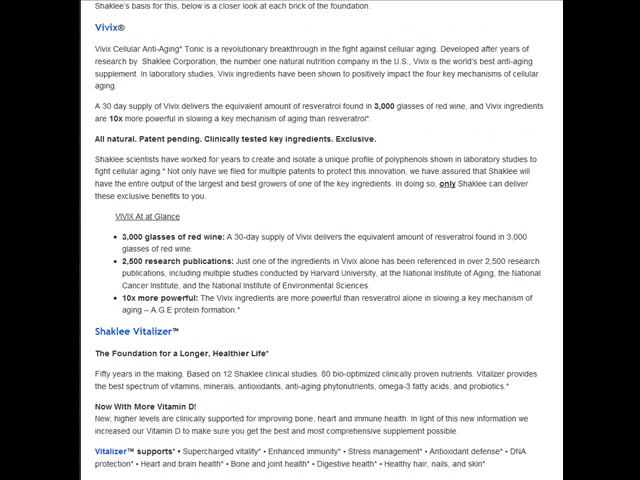 Shaklee's basis for this, below is a closer look at each brick of the foundation.
Vivix®
Vivix Cellular Anti-Aging* Tonic is a revolutionary breakthrough in the fight against cellular aging. Developed after years of
research by Shaklee Corporation, the number one natural nutrition company in the U.S., Vivix is the world's best anti-aging
supplement. In laboratory studies, Vivix ingredients have been shown to positively impact the four key mechanisms of cellular
aging.
A 30 day supply of Vivix delivers the equivalent amount of resveratrol found in 3,000 glasses of red wine, and Vivix ingredients
are 10x more powerful in slowing a key mechanism of aging than resveratrol*.
All natural. Patent pending. Clinically tested key ingredients. Exclusive.
Shaklee scientists have worked for years to create and isolate a unique profile of polyphenols shown in laboratory studies to
fight cellular aging.* Not only have we filed for multiple patents to protect this innovation, we have assured that Shaklee will
have the entire output of the largest and best growers of one of the key ingredients. In doing so, only Shaklee can deliver
these exclusive benefits to you.
VIVIX At at Glance
• 3,000 glasses of red wine: A 30-day supply of Vivix delivers the equivalent amount of resveratrol found in 3,000
glasses of red wine.
• 2,500 research publications: Just one of the ingredients in Vivix alone has been referenced in over 2,500 research
publications, including multiple studies conducted by Harvard University, at the National Institute of Aging, the National
Cancer Institute, and the National Institute of Environmental Sciences.
• 10x more powerful: The Vivix ingredients are more powerful than resveratrol alone in slowing a key mechanism of
aging – A.G.E protein formation.*
Shaklee Vitalizer™
The Foundation for a Longer, Healthier Life*
Fifty years in the making. Based on 12 Shaklee clinical studies. 80 bio-optimized clinically proven nutrients. Vitalizer provides
the best spectrum of vitamins, minerals, antioxidants, anti-aging phytonutrients, omega-3 fatty acids, and probiotics.*
Now With More Vitamin D!
New; higher levels are clinically supported for improving bone, heart and immune health. In light of this new information we
increased our Vitamin D to make sure you get the best and most comprehensive supplement possible.
Vitalizer™ supports* • Supercharged vitality* • Enhanced immunity* • Stress management* • Antioxidant defense* • DNA
protection* • Heart and brain health* • Bone and joint health* • Digestive health* • Healthy hair, nails, and skin*